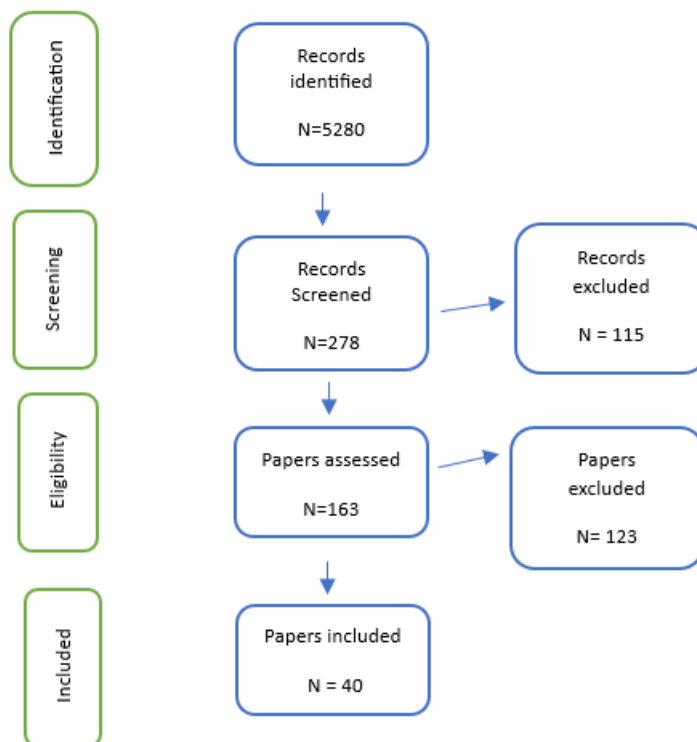 Identification
Records
identified
N=5280
Screening
Records
Screened
N=278
Records
excluded
N = 115
Eligibility
Papers assessed
N=163
Papers
excluded
N= 123
Included
Papers included
N = 40